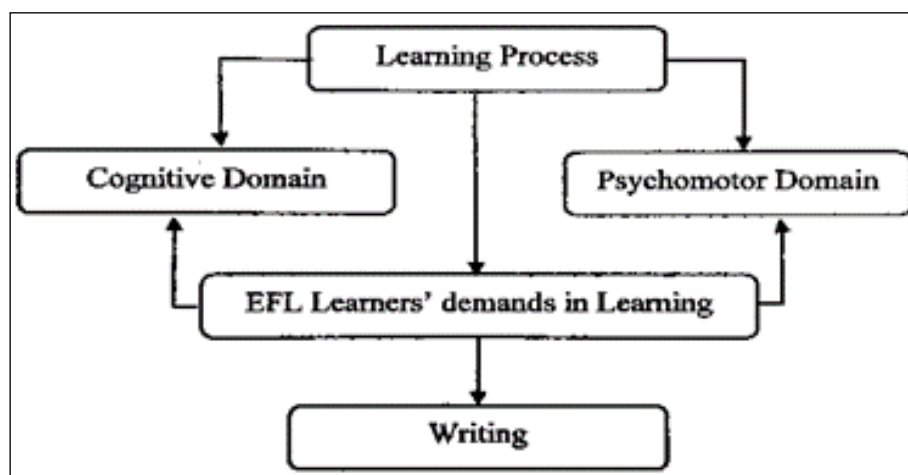 Learning Process
Cognitive Domain
Psychomotor Domain
EFL Learners' demands in Learning
Writing